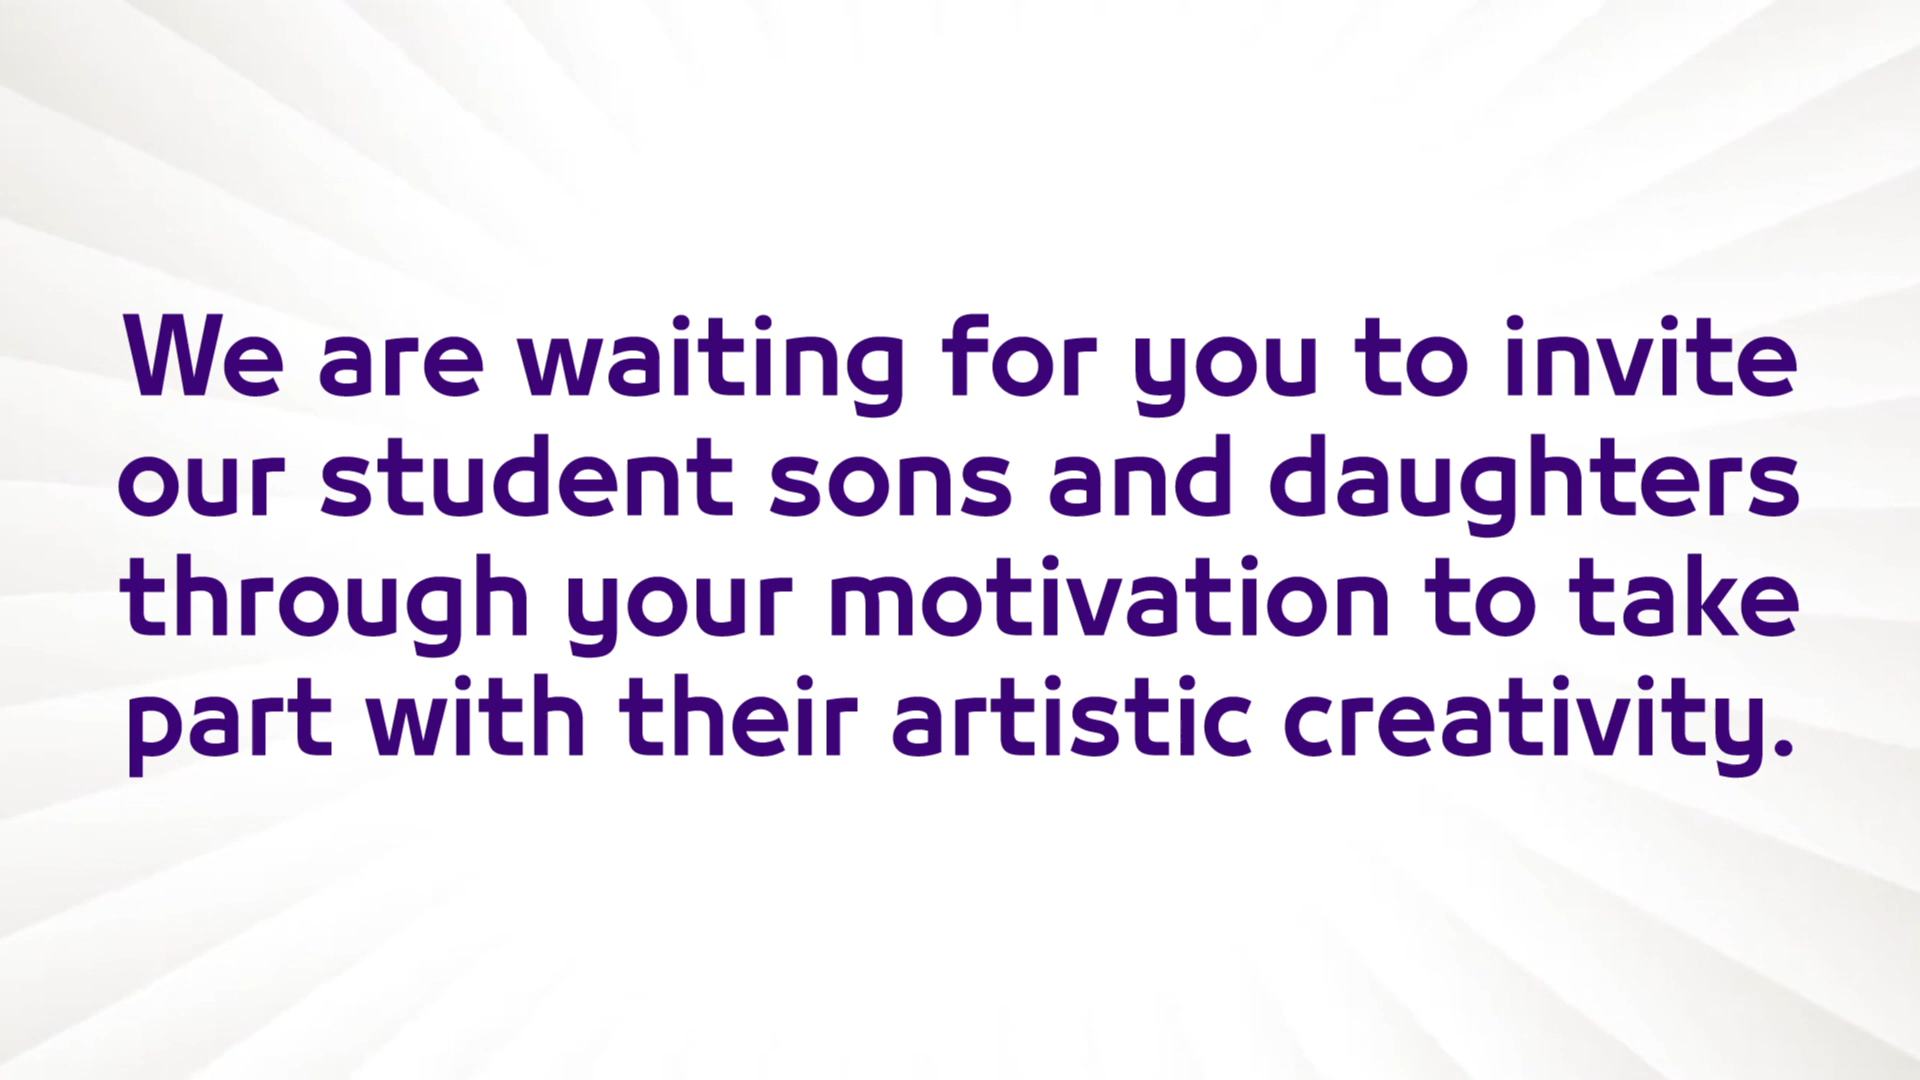 We are waiting for you to invite
our student sons and daughters
through your motivation to take
part with their artistic creativity.